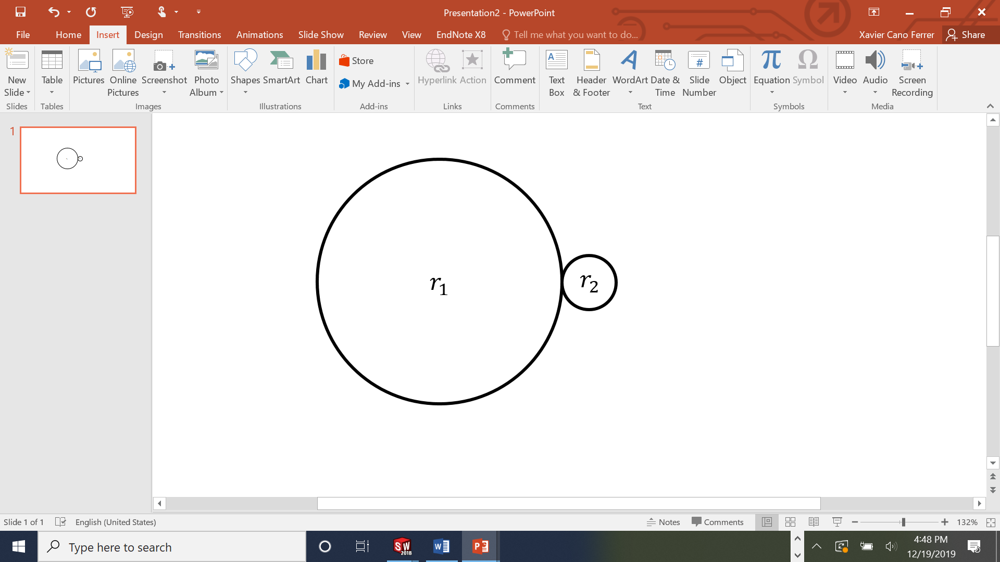 Presentation2 - PowerPoint
File Home Insert Design Transitions Animations Slide Show Review View EndNote X8 Tell me what you want to do... Xavier Cano Ferrer Share
New Slide
Table
Pictures
Online Pictures
Screenshot
Photo Album
Shapes
SmartArt
Chart
Store
My Add-ins
Hyperlink
Action
Comment
Text Box
A
Header & Footer
WordArt
A
Date & Time
Slide Number
#
Object
Equation
π
Symbol
Ω
Video
Audio
Screen Recording
Slides Tables Images Illustrations Add-ins Links Comments Text Symbols Media
1
r₁
r₂
Slide 1 of 1 English (United States) Notes Comments 132%
Type here to search
SW 2018
W
P
4:48 PM
12/19/2019